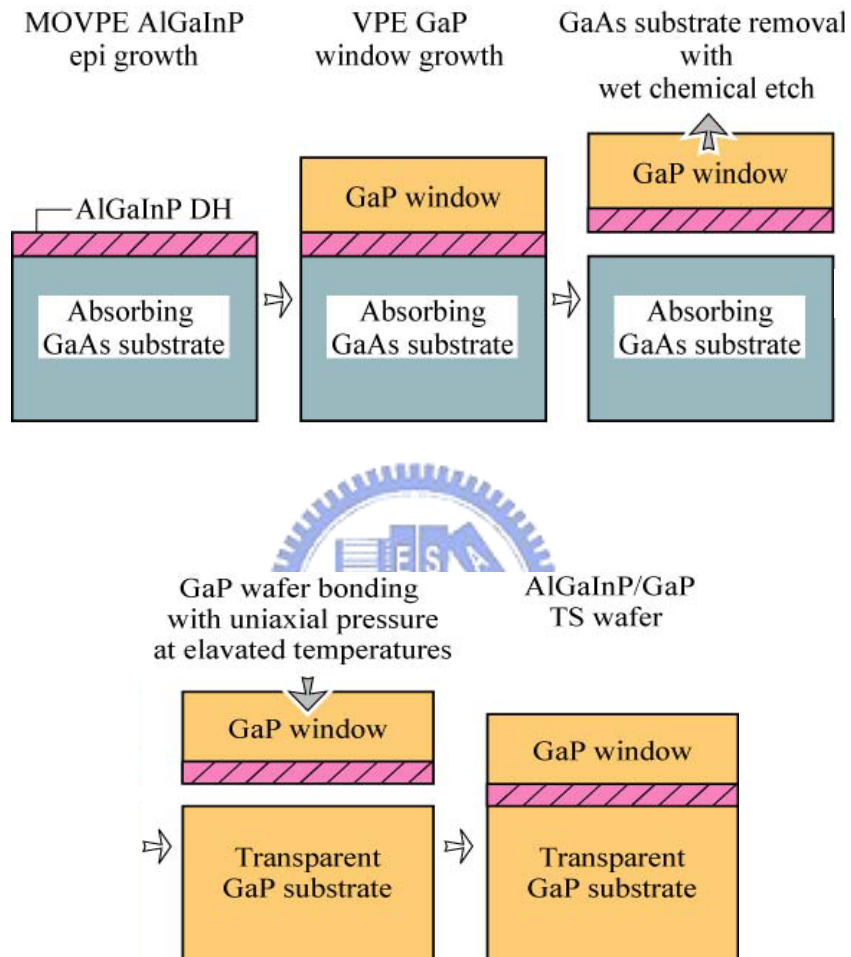 MOVPE AlGaInP
epi growth
VPE GaP
window growth
GaAs substrate removal
with
wet chemical etch
AlGaInP DH
GaP window
GaP window
Absorbing
GaAs substrate
Absorbing
GaAs substrate
Absorbing
GaAs substrate
E S A
GaP wafer bonding
with uniaxial pressure
at elavated temperatures
AlGaInP/GaP
TS wafer
GaP window
GaP window
Transparent
GaP substrate
Transparent
GaP substrate